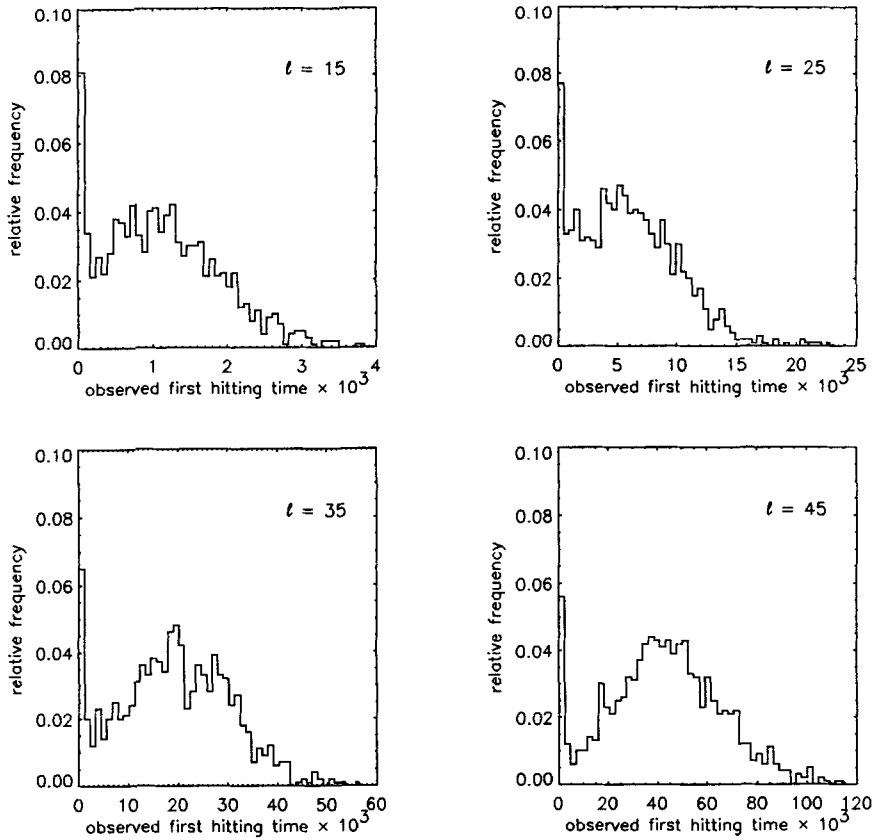 0.10
0.08
0.06
0.04
0.02
0.00
relative frequency
ℓ = 15
0 1 2 3 4
observed first hitting time × 10³
0.10
0.08
0.06
0.04
0.02
0.00
relative frequency
ℓ = 25
0 5 10 15 20 25
observed first hitting time × 10³
0.10
0.08
0.06
0.04
0.02
0.00
relative frequency
ℓ = 35
0 20 40 60
observed first hitting time × 10³
0.10
0.08
0.06
0.04
0.02
0.00
relative frequency
ℓ = 45
0 20 40 60 80 100 120
observed first hitting time × 10³